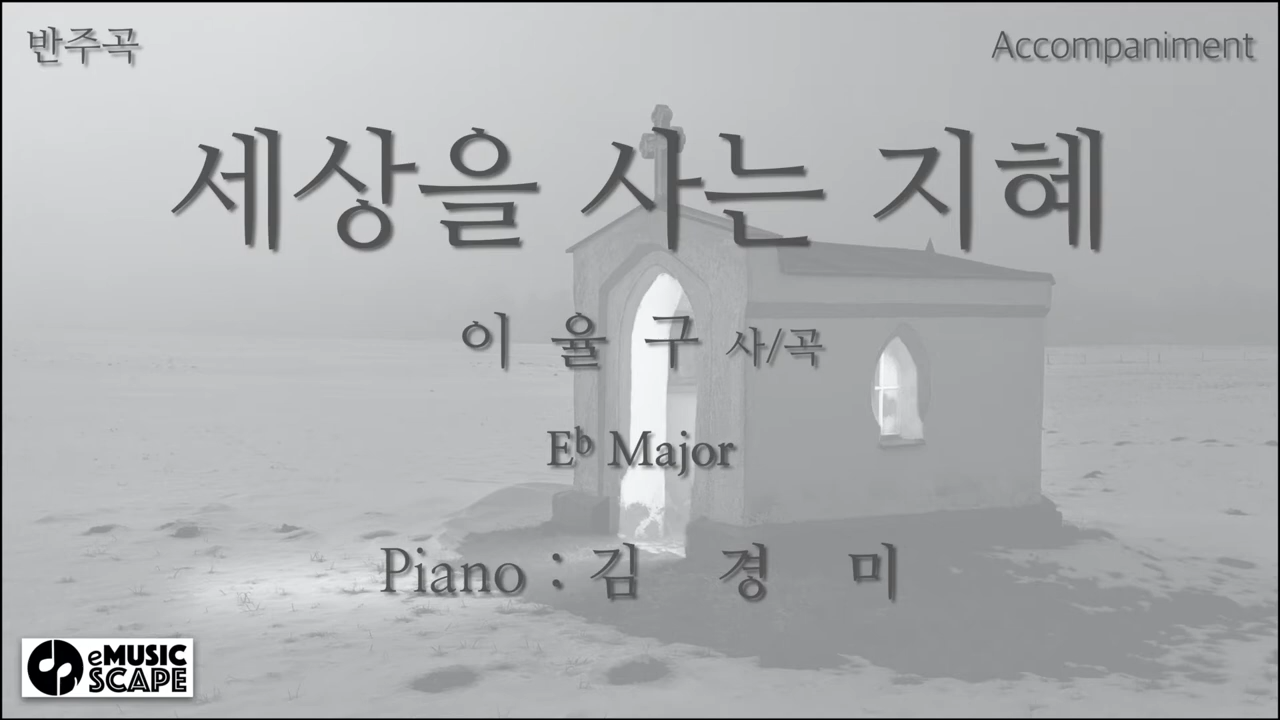 반주곡
Accompaniment
세상을 사는 지혜
이 율 구 사/곡
E♭ Major
Piano : 김 경 미
eMUSIC
SCAPE